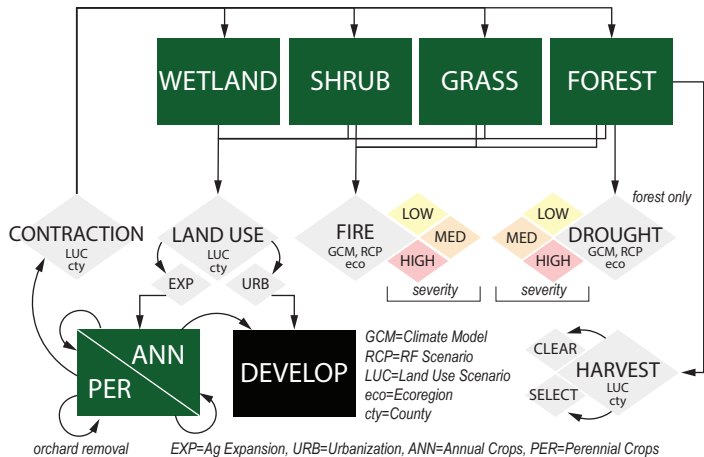 WETLAND
SHRUB
GRASS
FOREST
forest only
CONTRACTION
LUC
cty
LAND USE
LUC
cty
EXP
URB
FIRE
GCM, RCP
eco
LOW
MED
HIGH
severity
LOW
MED
HIGH
severity
DROUGHT
GCM, RCP
eco
ANN
PER
DEVELOP
GCM=Climate Model
RCP=RF Scenario
LUC=Land Use Scenario
eco=Ecoregion
cty=County
CLEAR
SELECT
HARVEST
LUC
cty
orchard removal
EXP=Ag Expansion, URB=Urbanization, ANN=Annual Crops, PER=Perennial Crops